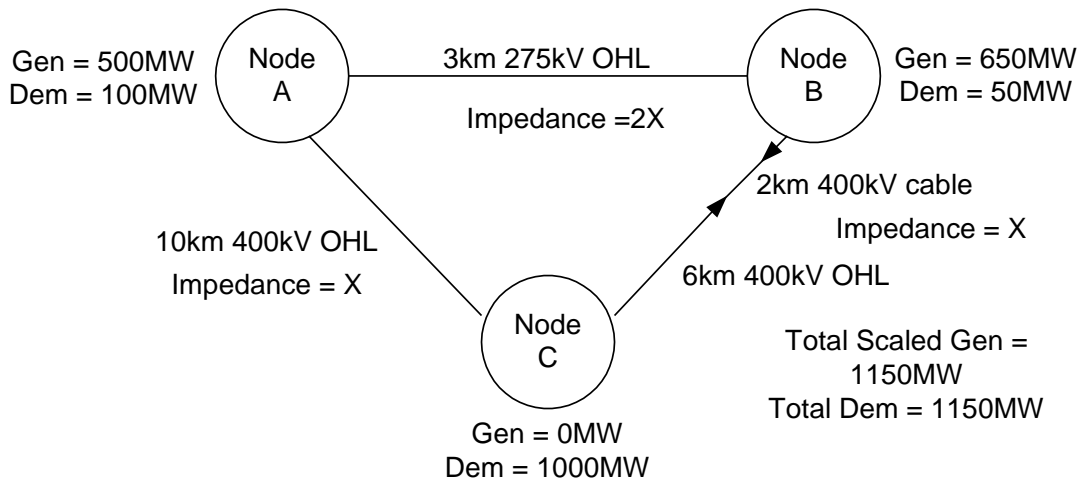 Gen = 500MW
Dem = 100MW
Node
A
3km 275kV OHL
Impedance =2X
Node
B
Gen = 650MW
Dem = 50MW
2km 400kV cable
Impedance = X
10km 400kV OHL
Impedance = X
6km 400kV OHL
Node
C
Gen = 0MW
Dem = 1000MW
Total Scaled Gen =
1150MW
Total Dem = 1150MW